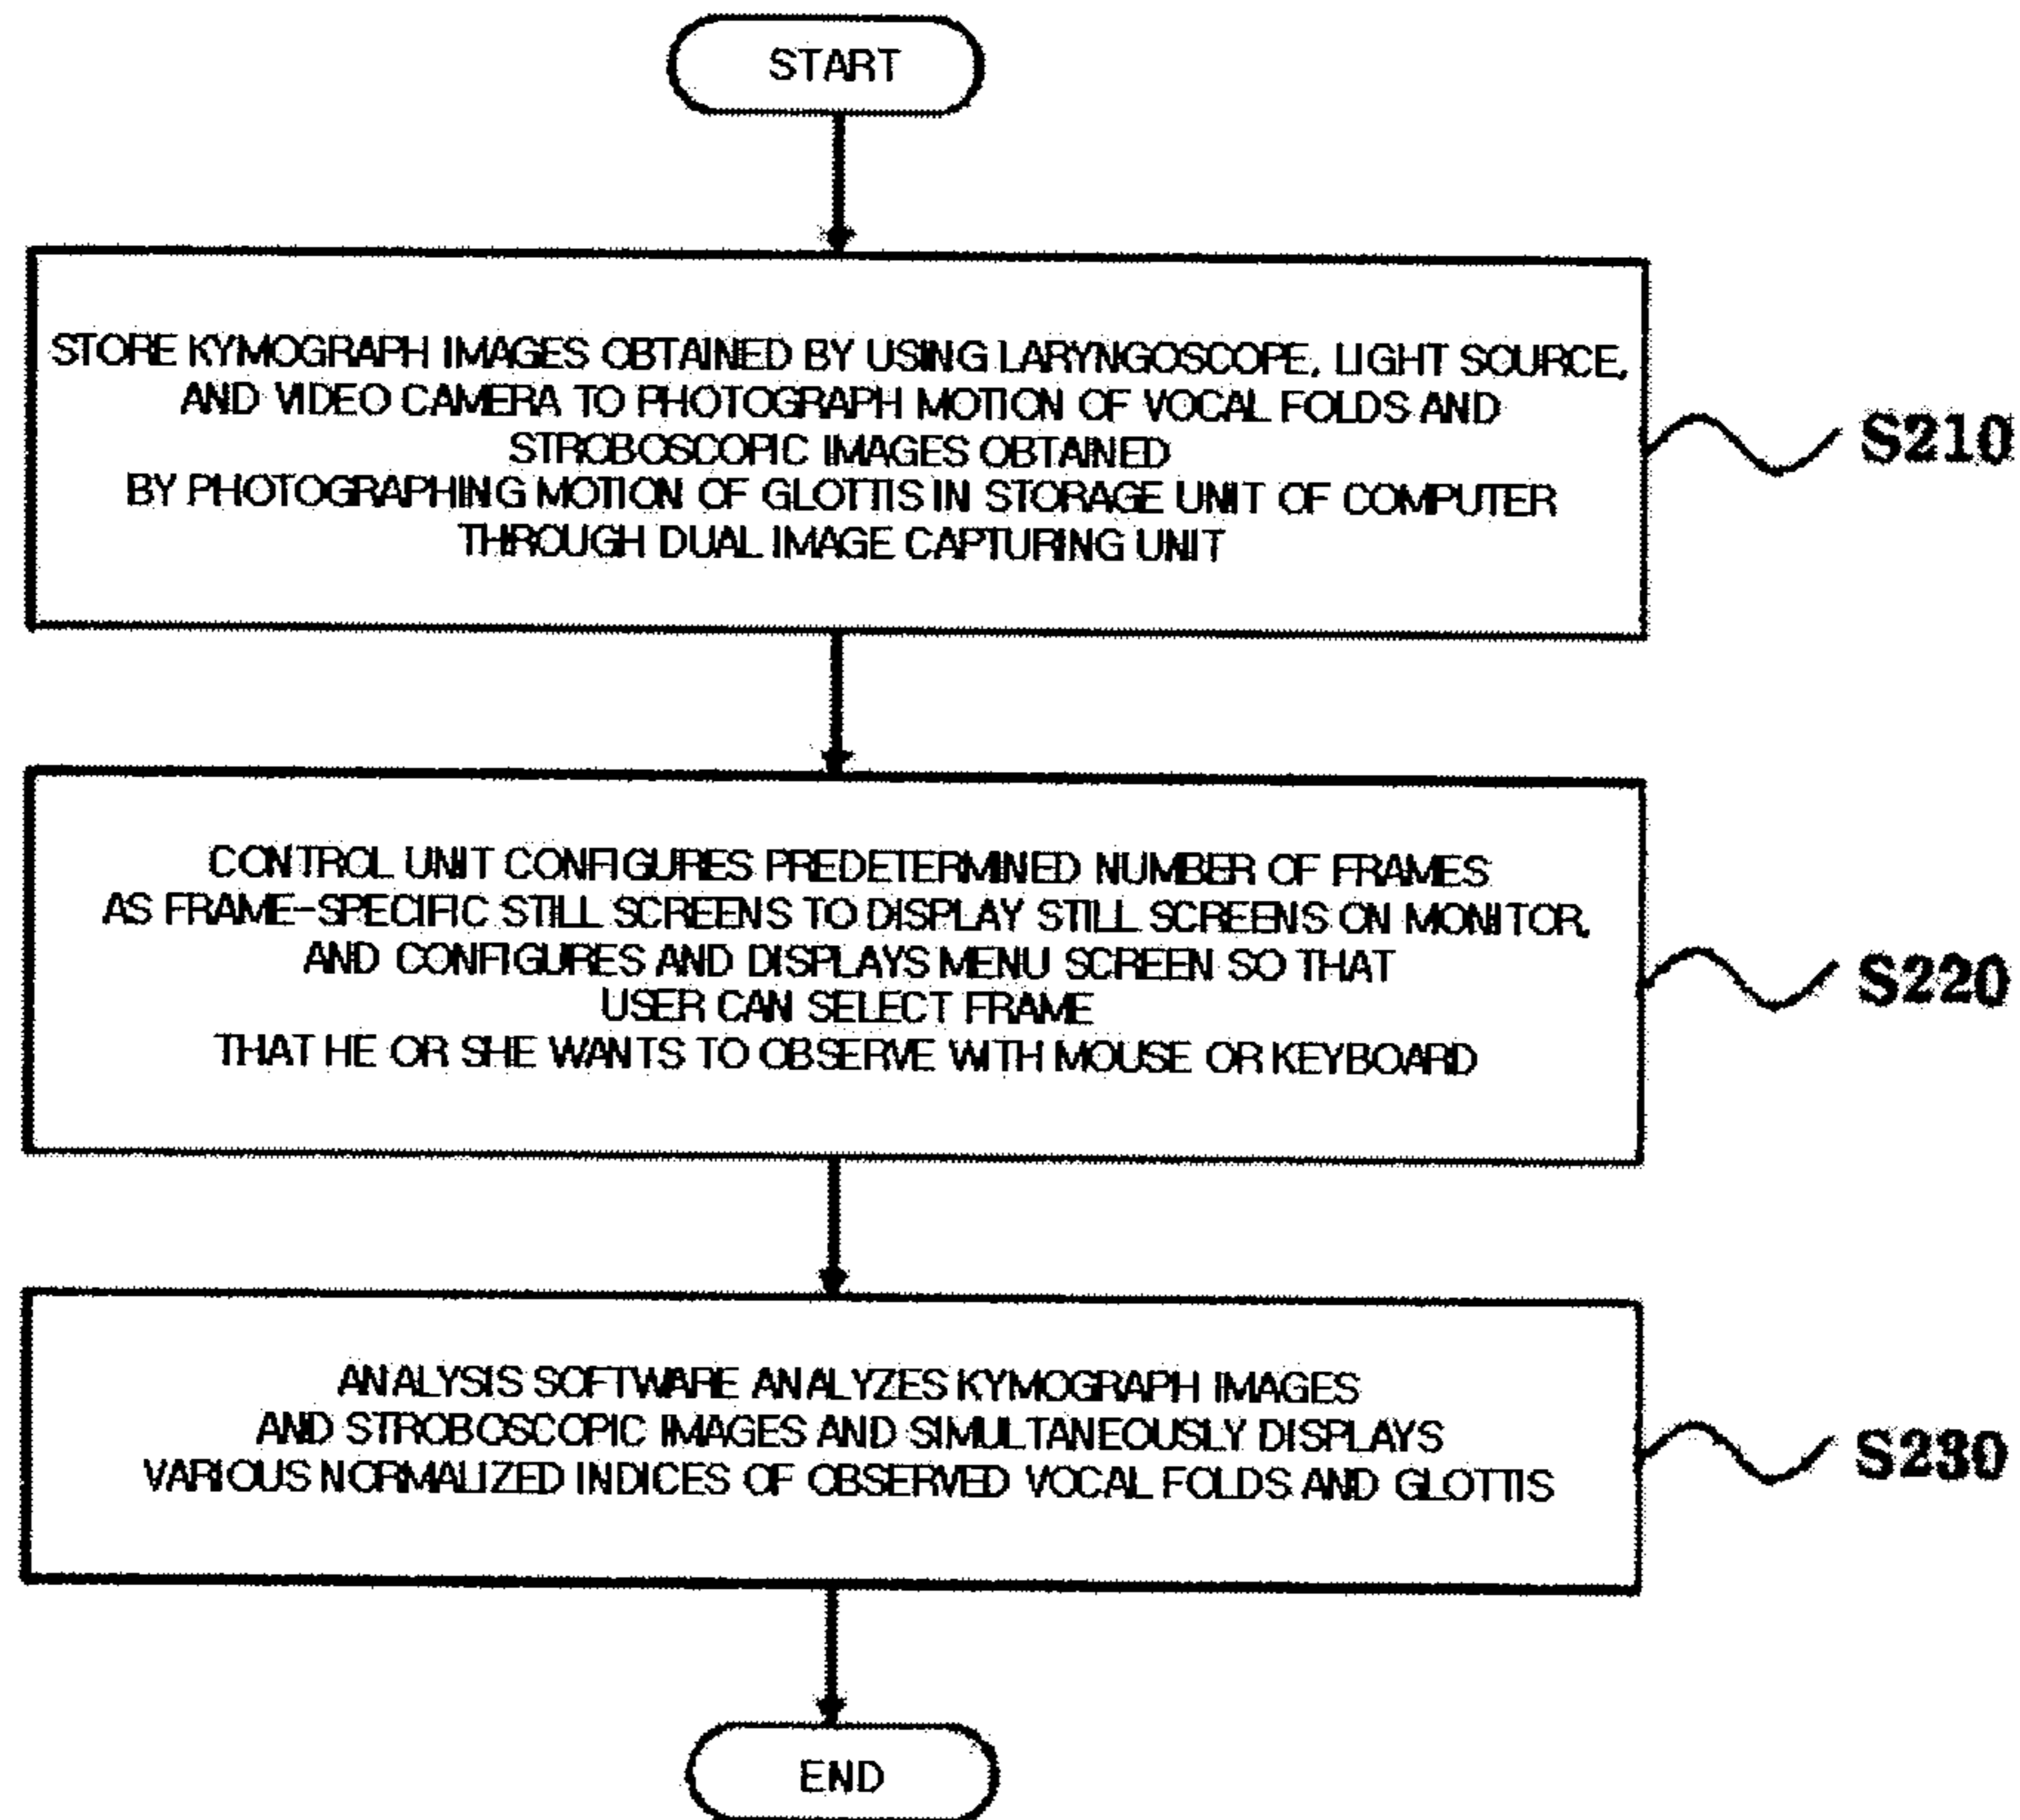 START
STORE KYMOGRAPH IMAGES OBTAINED BY USING LARYNGOSCOPE, LIGHT SOURCE,
AND VIDEO CAMERA TO PHOTOGRAPH MOTION OF VOCAL FOLDS AND
STROBOSCOPIC IMAGES OBTAINED
BY PHOTOGRAPHING MOTION OF GLOTTIS IN STORAGE UNIT OF COMPUTER
THROUGH DUAL IMAGE CAPTURING UNIT
S210
CONTROL UNIT CONFIGURES PREDETERMINED NUMBER OF FRAMES
AS FRAME-SPECIFIC STILL SCREENS TO DISPLAY STILL SCREENS ON MONITOR,
AND CONFIGURES AND DISPLAYS MENU SCREEN SO THAT
USER CAN SELECT FRAME
THAT HE OR SHE WANTS TO OBSERVE WITH MOUSE OR KEYBOARD
S220
ANALYSIS SOFTWARE ANALYZES KYMOGRAPH IMAGES
AND STROBOSCOPIC IMAGES AND SIMULTANEOUSLY DISPLAYS
VARIOUS NORMALIZED INDICES OF OBSERVED VOCAL FOLDS AND GLOTTIS
S230
END